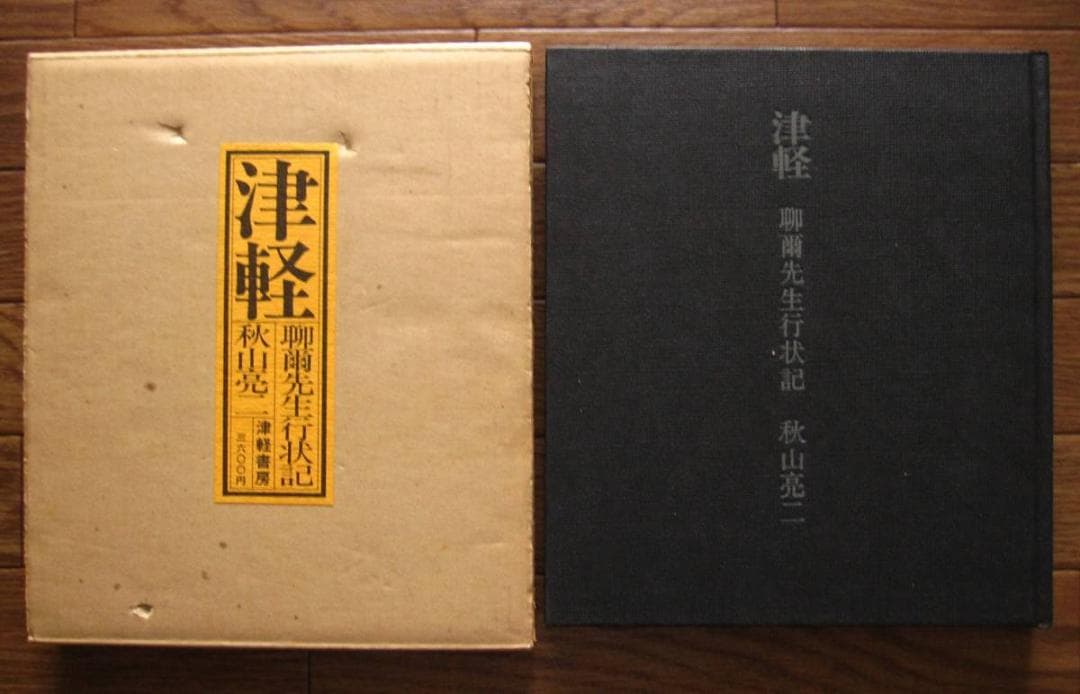 津軽
聊爾先生行状記
秋山亮二
津軽書房
三六〇〇円
津軽 聊爾先生行状記 秋山亮二